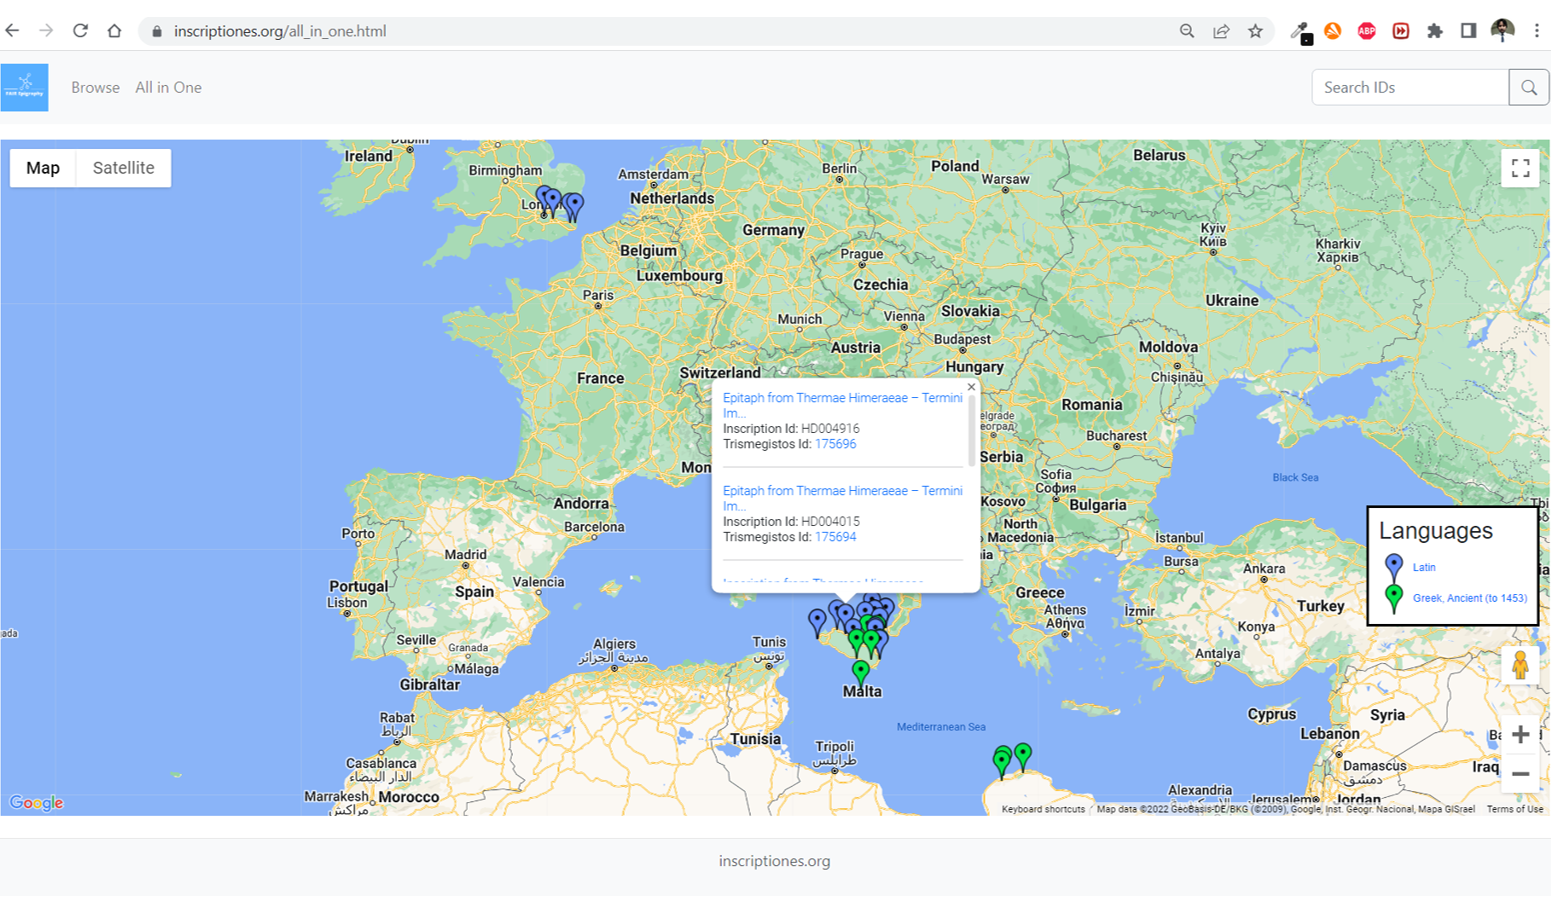 inscriptiones.org/all_in_one.html
ABP
FAIR Epigraphy
Browse
All in One
Search IDs
Map
Satellite
Ireland
Dublin
Birmingham
Amsterdam
Netherlands
Berlin
Poland
Warsaw
Belarus
Germany
Belgium
Luxembourg
Prague
Czechia
Kyiv
Київ
Kharkiv
Харків
Ukraine
Paris
Munich
Vienna
Slovakia
Austria
Budapest
Hungary
Moldova
Chișinău
France
Switzerland
Romania
Bucharest
Serbia
Sofia
София
Bulgaria
Kosovo
North
Macedonia
Black Sea
Epitaph from Thermae Himeraeae – Termini
Im...
Inscription Id: HD004916
Trismegistos Id: 175696
Epitaph from Thermae Himeraeae – Termini
Im...
Inscription Id: HD004015
Trismegistos Id: 175694
Andorra
Barcelona
Porto
Madrid
Portugal
Lisbon
Spain
Valencia
Seville
Granada
Málaga
Gibraltar
Algiers
مدينة الجزائر
Tunis
تونس
Malta
Greece
Athens
Αθήνα
İstanbul
Bursa
Ankara
İzmir
Turkey
Konya
Antalya
Languages
Latin
Greek, Ancient (to 1453)
Rabat
الرباط
Casablanca
الدار البيضاء
Marrakesh
مراكش
Morocco
Tunisia
Tripoli
طرابلس
Mediterranean Sea
Cyprus
Syria
Lebanon
Damascus
دمشق
Iraq
Alexandria
Jerusalem
Jordan
Google
Keyboard shortcuts
Map data ©2022 GeoBasis-DE/BKG (©2009), Google, Inst. Geogr. Nacional, Mapa GISrael
Terms of Use
inscriptiones.org